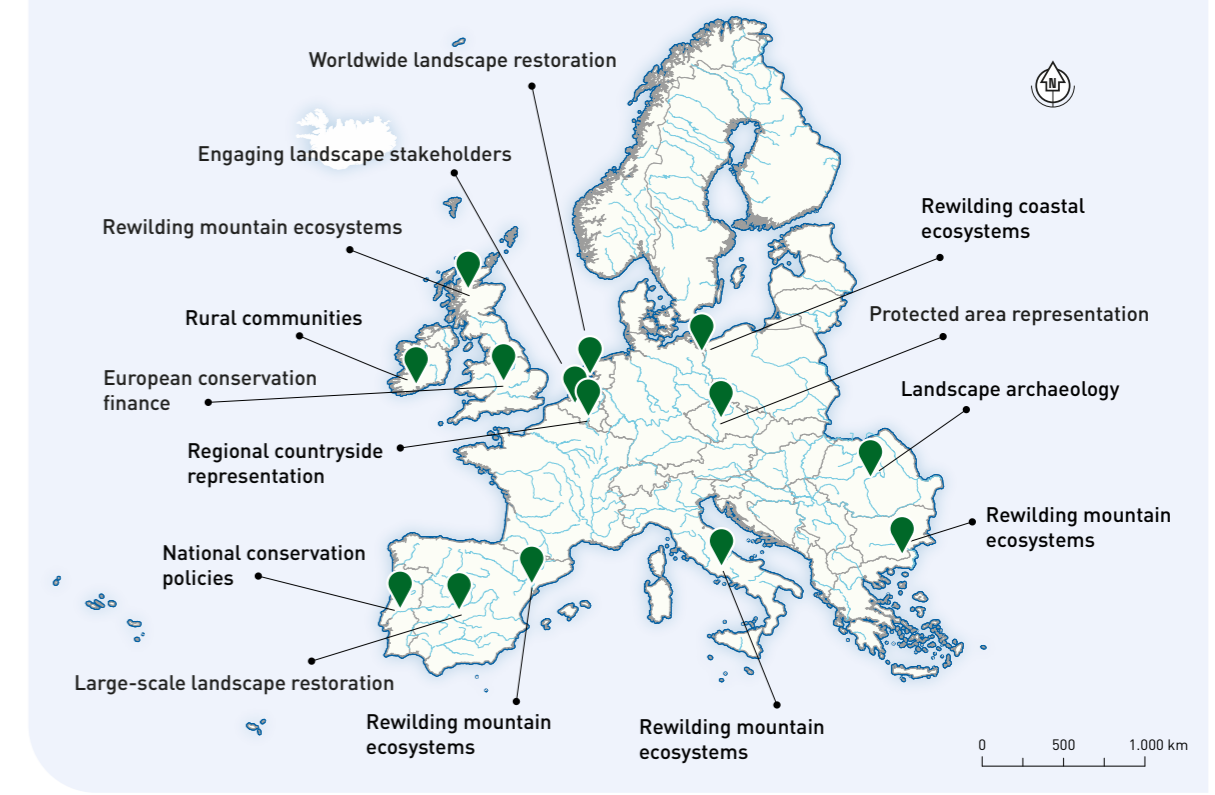 Worldwide landscape restoration
N
Engaging landscape stakeholders
Rewilding mountain ecosystems
Rewilding coastal
ecosystems
Rural communities
Protected area representation
European conservation
finance
Landscape archaeology
Regional countryside
representation
Rewilding mountain
ecosystems
National conservation
policies
Large-scale landscape restoration
Rewilding mountain
ecosystems
Rewilding mountain
ecosystems
0 500 1.000 km